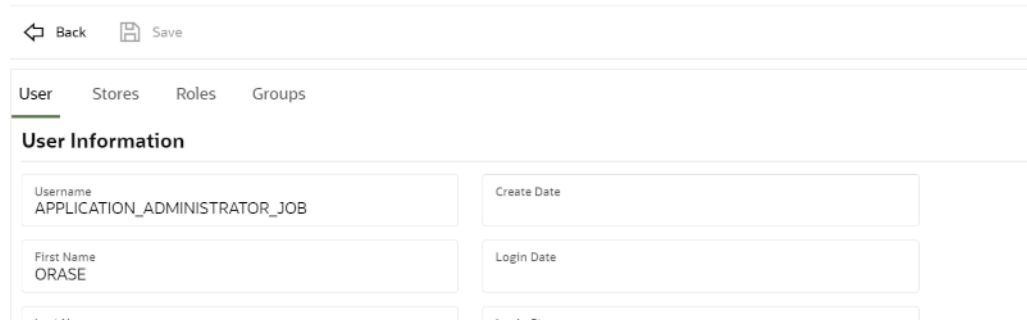 Back Save
User Stores Roles Groups
User Information
Username
APPLICATION_ADMINISTRATOR_JOB
Create Date
First Name
ORASE
Login Date